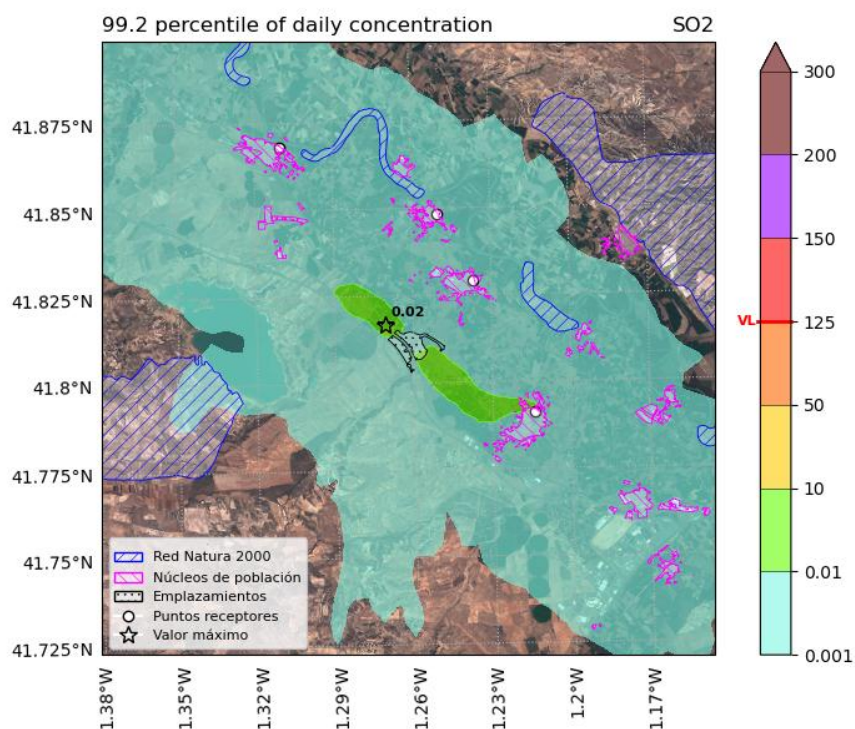 99.2 percentile of daily concentration SO2
41.875°N
41.85°N
41.825°N
41.8°N
41.775°N
41.75°N
41.725°N
0.02
Red Natura 2000
Núcleos de población
Emplazamientos
Puntos receptores
Valor máximo
1.38°W
1.35°W
1.32°W
1.29°W
1.26°W
1.23°W
1.2°W
1.17°W
300
200
150
VL 125
50
10
0.01
0.001